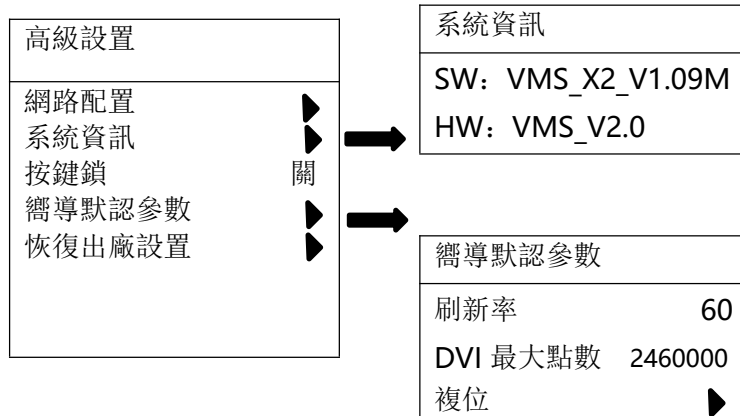 高級設置
網路配置
系統資訊
按鍵鎖 關
嚮導默認參數
恢復出廠設置
系統資訊
SW：VMS_X2_V1.09M
HW：VMS_V2.0
嚮導默認參數
刷新率 60
DVI 最大點數 2460000
複位